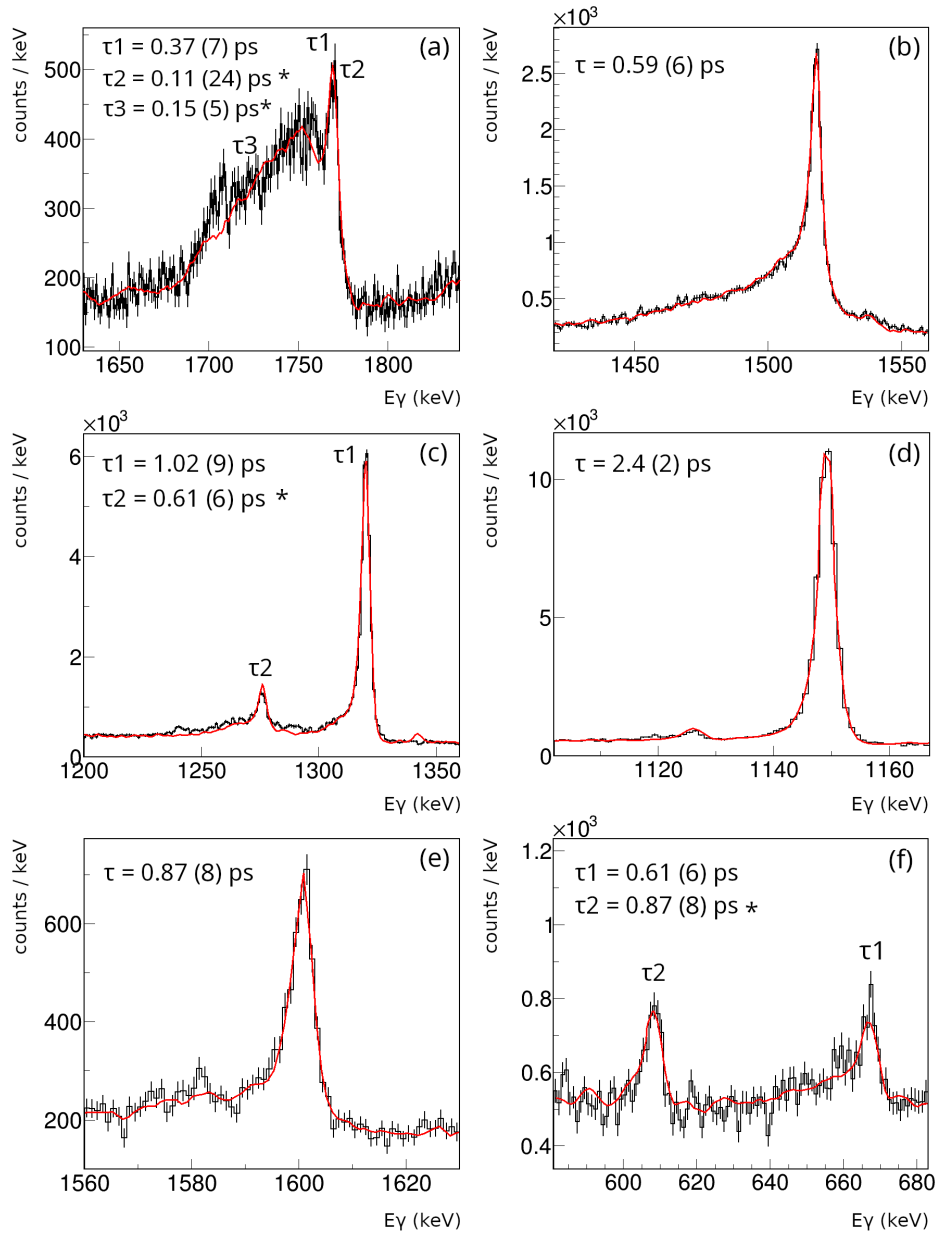 counts / keV
(a)
τ1 = 0.37 (7) ps
τ2 = 0.11 (24) ps *
τ3 = 0.15 (5) ps*
τ1
τ2
τ3
500
400
300
200
100
1650 1700 1750 1800
Eγ (keV)
×10³
counts / keV
(b)
τ = 0.59 (6) ps
2.5
2
1.5
1
0.5
1450 1500 1550
Eγ (keV)
×10³
counts / keV
(c)
τ1 = 1.02 (9) ps
τ2 = 0.61 (6) ps *
τ1
τ2
6
4
2
0
1200 1250 1300 1350
Eγ (keV)
×10³
counts / keV
(d)
τ = 2.4 (2) ps
10
5
0
1120 1140 1160
Eγ (keV)
counts / keV
(e)
τ = 0.87 (8) ps
600
400
200
1560 1580 1600 1620
Eγ (keV)
×10³
counts / keV
(f)
τ1 = 0.61 (6) ps
τ2 = 0.87 (8) ps *
τ1
τ2
1.2
1
0.8
0.6
0.4
600 620 640 660 680
Eγ (keV)